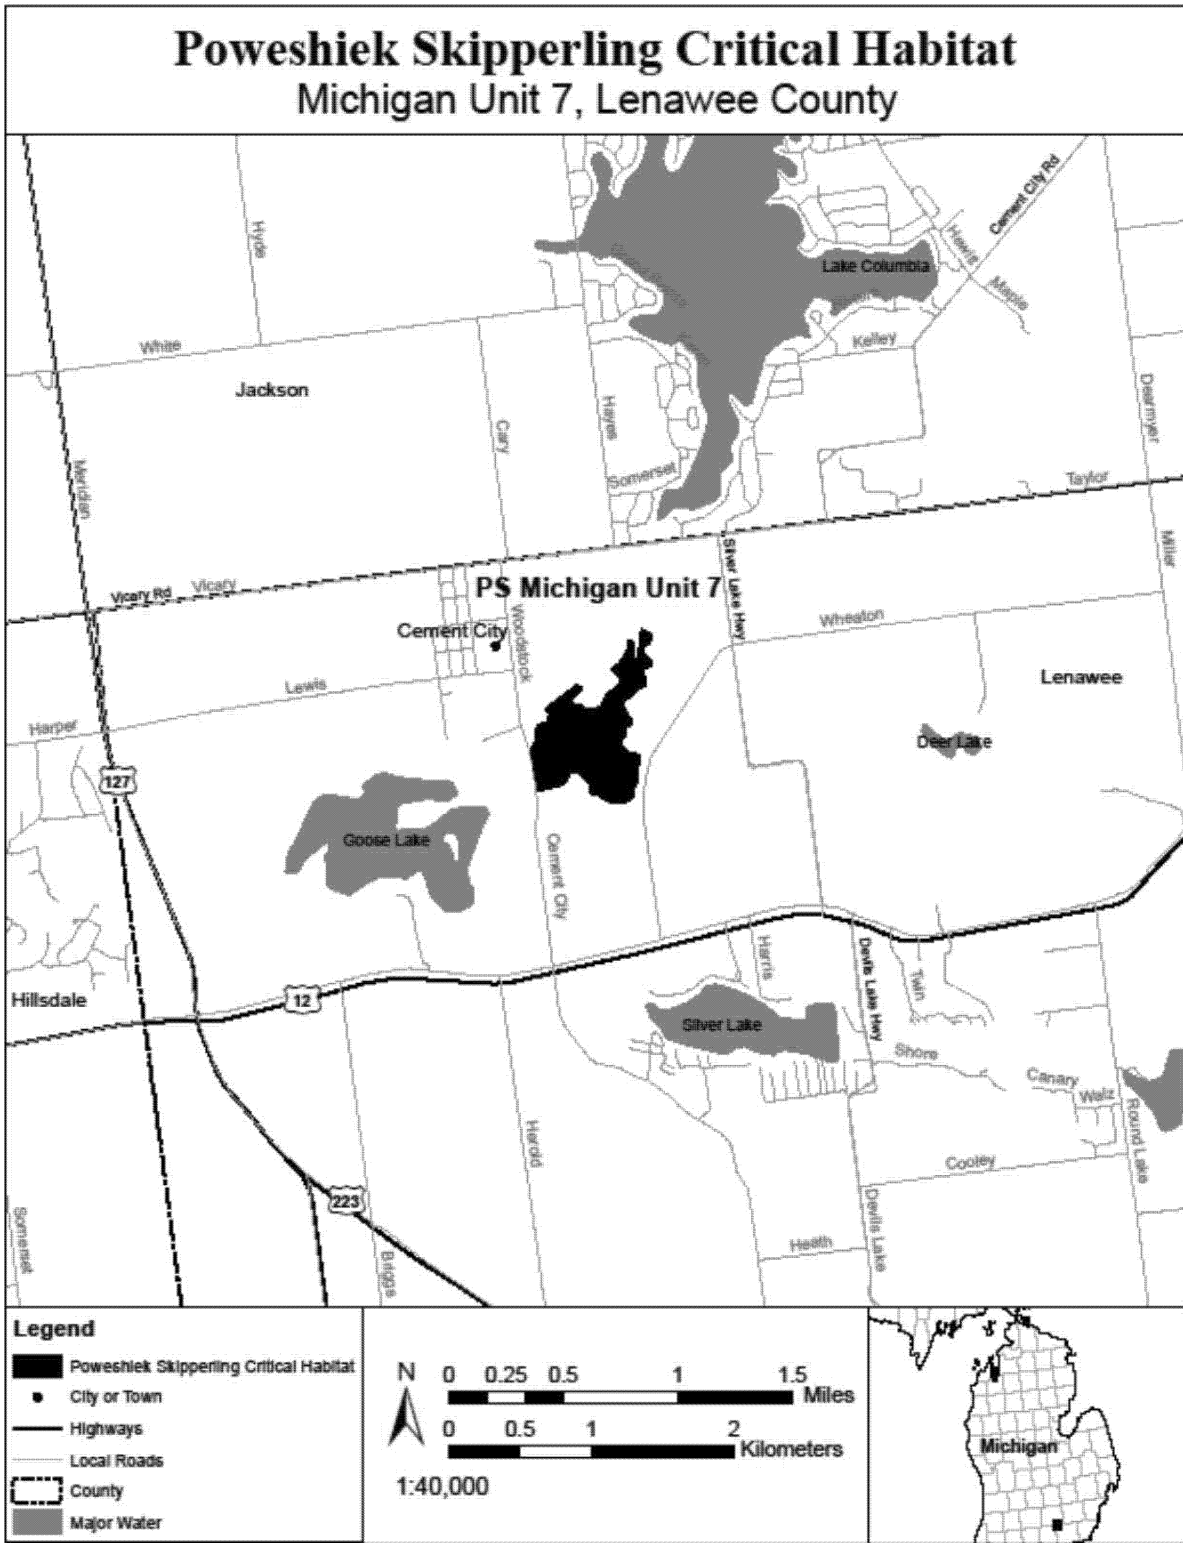 Poweshiek Skipperling Critical Habitat
Michigan Unit 7, Lenawee County
Cement City Rd
Hyde
Hewitt
Lake Columbia
Maple
White
Kelley
Jackson
Dearmyer
Hayes
Cary
Meridian
Somerset
Taylor
Silver Lake Hwy
Miller
Vicary Rd
Vicary
PS Michigan Unit 7
Woodstock
Wheaton
Cement City
Lewis
Lenawee
Harper
Deer Lake
127
Goose Lake
Cement City
Harris
Devils Lake Hwy
Twin
Hillsdale
12
Silver Lake
Shore
Canary
Walz
Round Lake
Harold
Cooley
223
Somerset
Briggs
Heath
Devils Lake
Legend
Poweshiek Skipperling Critical Habitat
City or Town
Highways
Local Roads
County
Major Water
N
0 0.25 0.5 1 1.5
Miles
0 0.5 1 2
Kilometers
1:40,000
Michigan